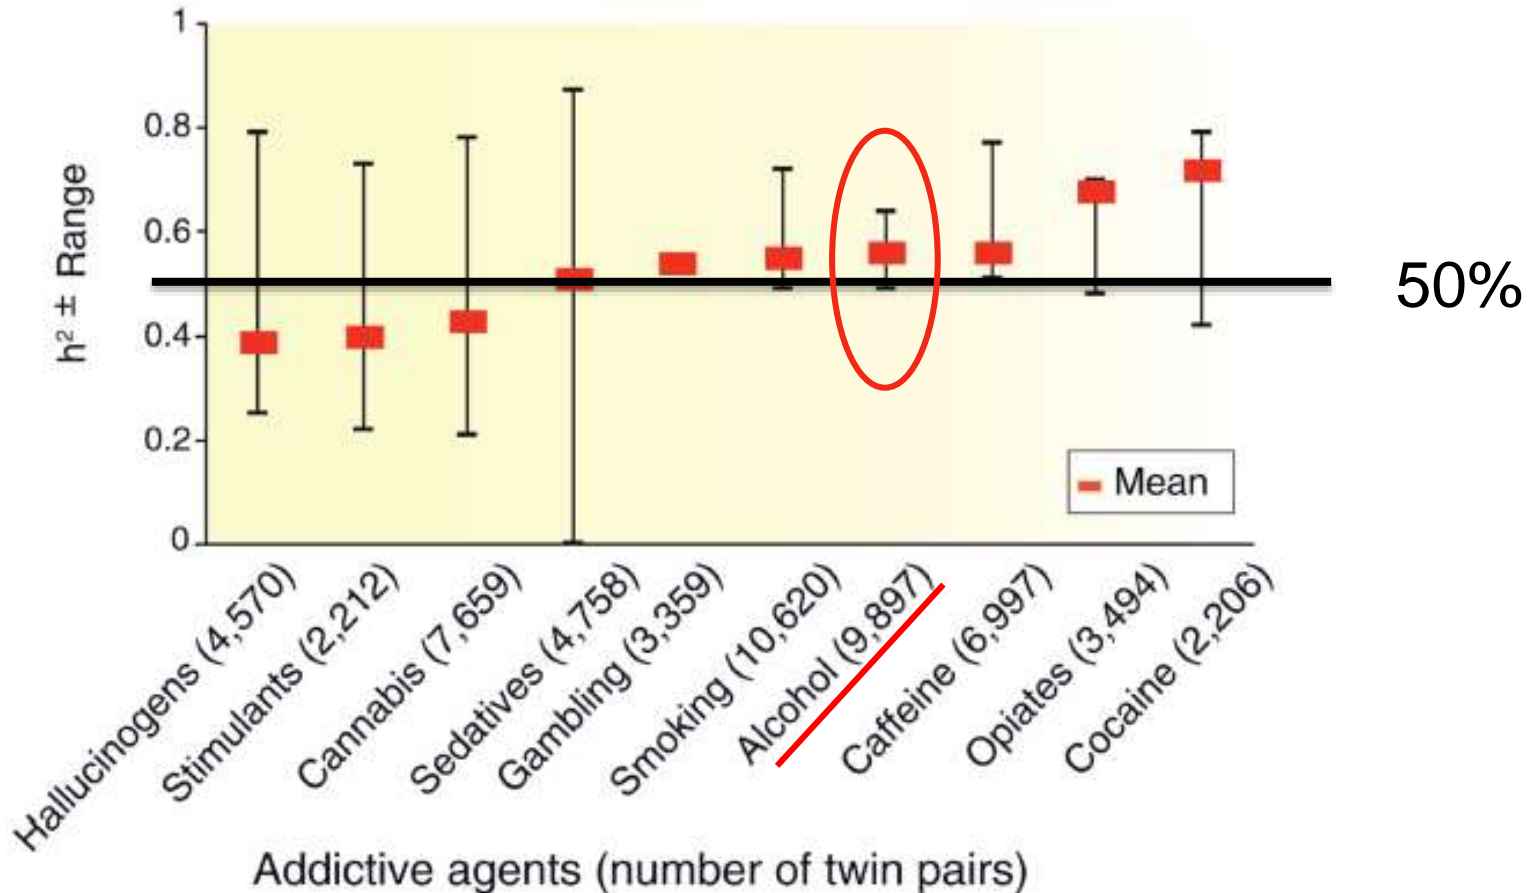 1
0.8
0.6
0.4
0.2
0
h² ± Range
50%
Mean
Hallucinogens (4,570)
Stimulants (2,212)
Cannabis (7,659)
Sedatives (4,758)
Gambling (3,359)
Smoking (10,620)
Alcohol (9,897)
Caffeine (6,997)
Opiates (3,494)
Cocaine (2,206)
Addictive agents (number of twin pairs)